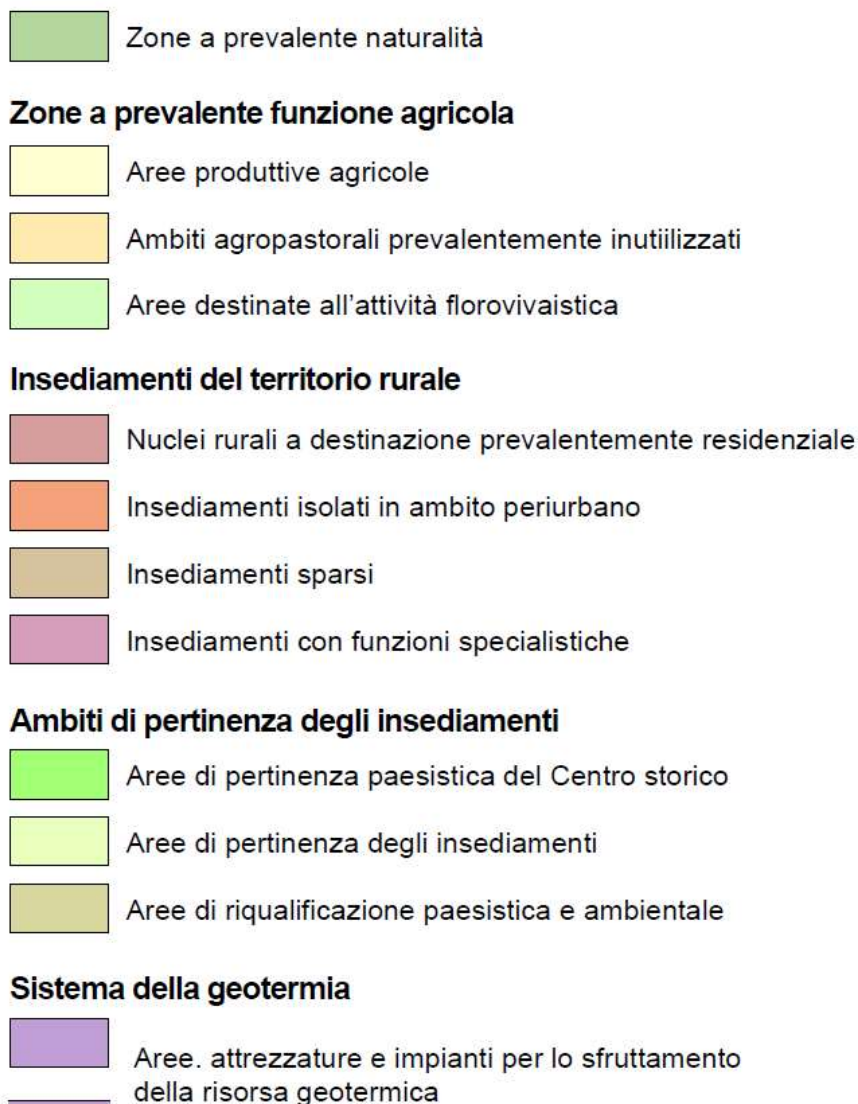 Zone a prevalente naturalità
Zone a prevalente funzione agricola
Aree produttive agricole
Ambiti agropastorali prevalentemente inutiilizzati
Aree destinate all'attività florovivaistica
Insediamenti del territorio rurale
Nuclei rurali a destinazione prevalentemente residenziale
Insediamenti isolati in ambito periurbano
Insediamenti sparsi
Insediamenti con funzioni specialistiche
Ambiti di pertinenza degli insediamenti
Aree di pertinenza paesistica del Centro storico
Aree di pertinenza degli insediamenti
Aree di riqualificazione paesistica e ambientale
Sistema della geotermia
Aree. attrezzature e impianti per lo sfruttamento
della risorsa geotermica